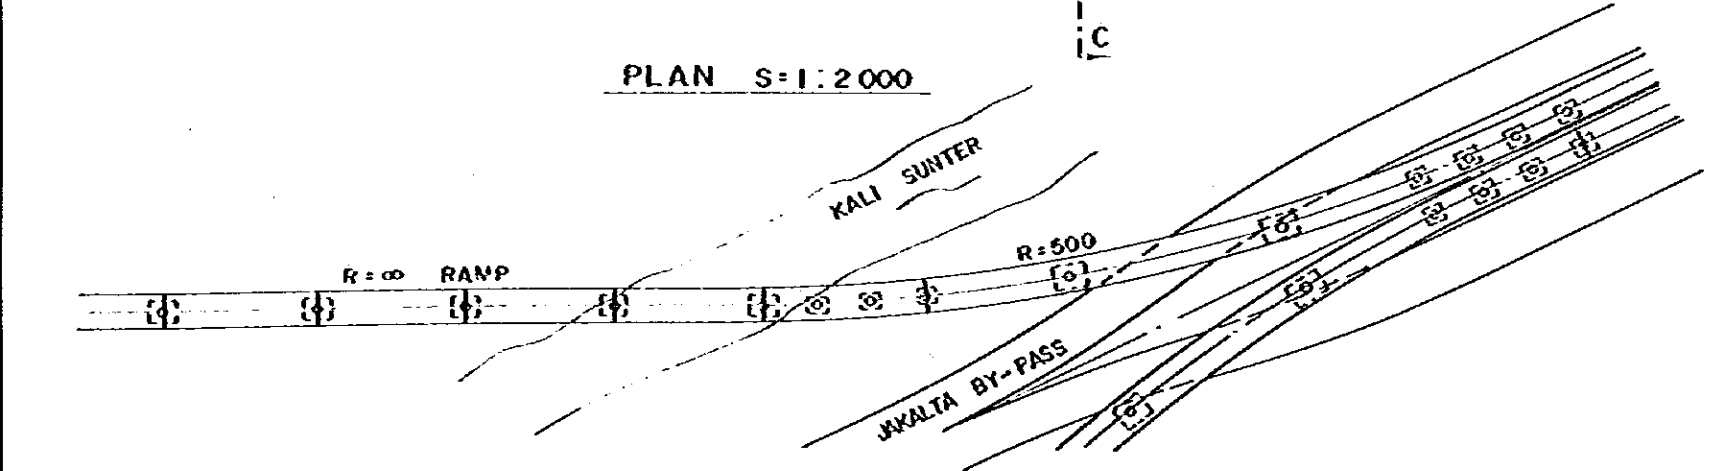 C
PLAN S=1:2000
KALI SUNTER
R=500
R=∞ RAMP
JAKALTA BY-PASS